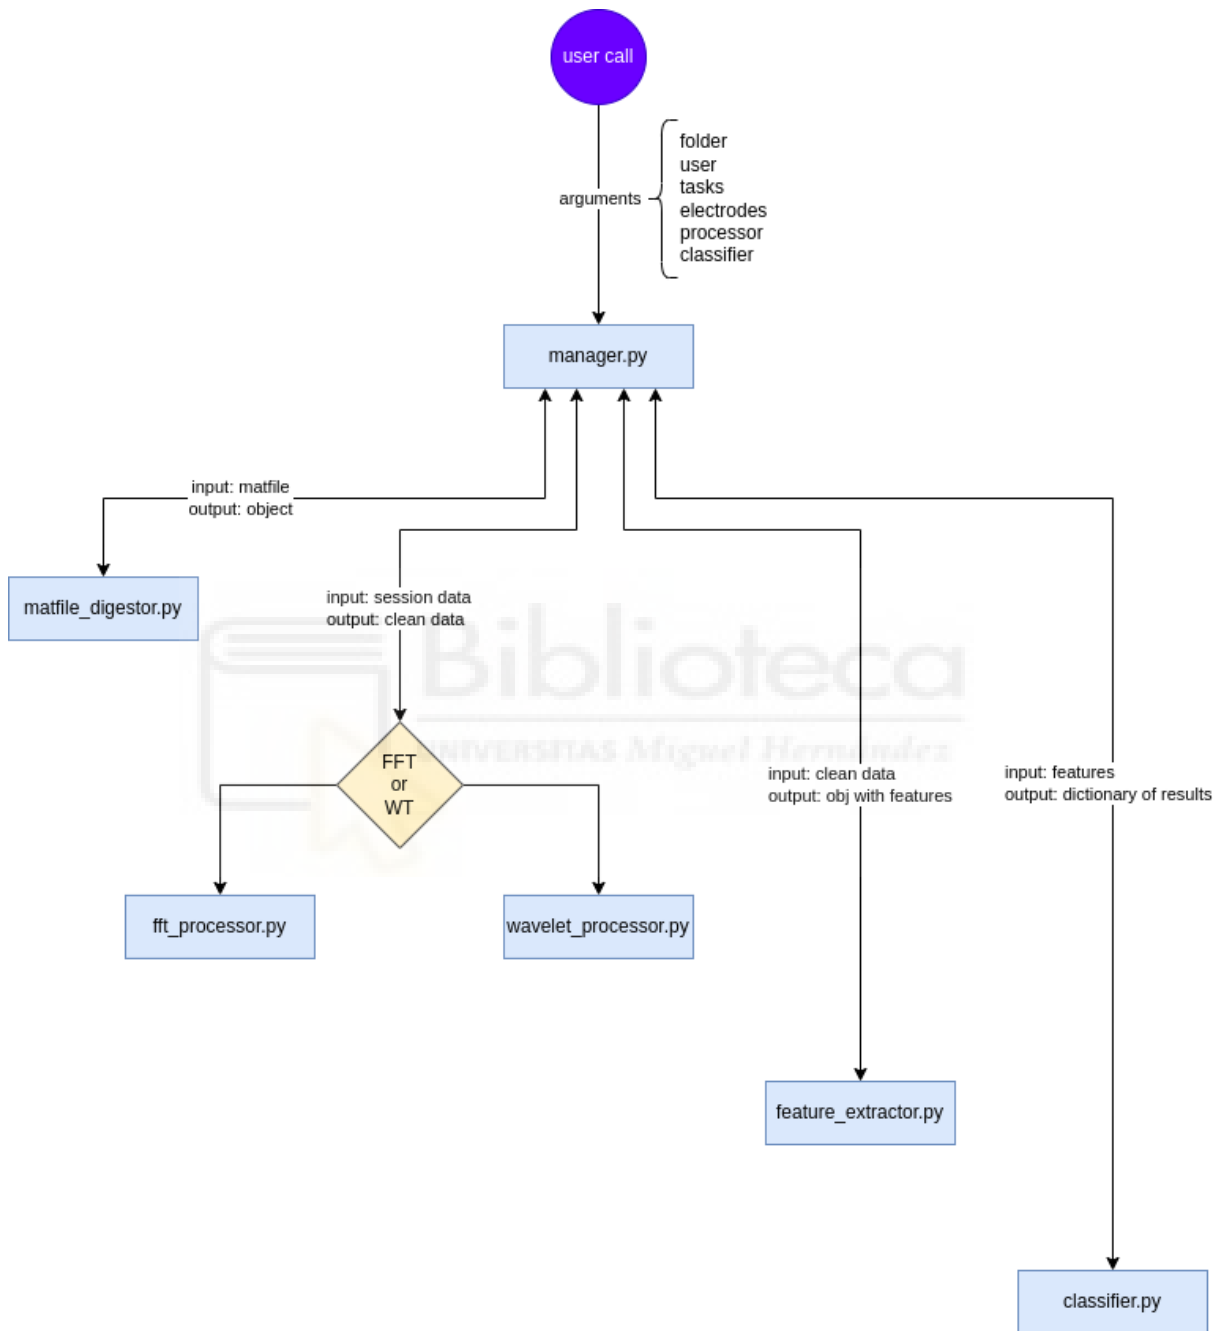 user call
arguments
folder
user
tasks
electrodes
processor
classifier
manager.py
input: matfile
output: object
matfile_digestor.py
input: session data
output: clean data
Biblioteca
UNIVERSITAS Miguel Hernández
FFT
or
WT
input: clean data
output: obj with features
input: features
output: dictionary of results
fft_processor.py
wavelet_processor.py
feature_extractor.py
classifier.py